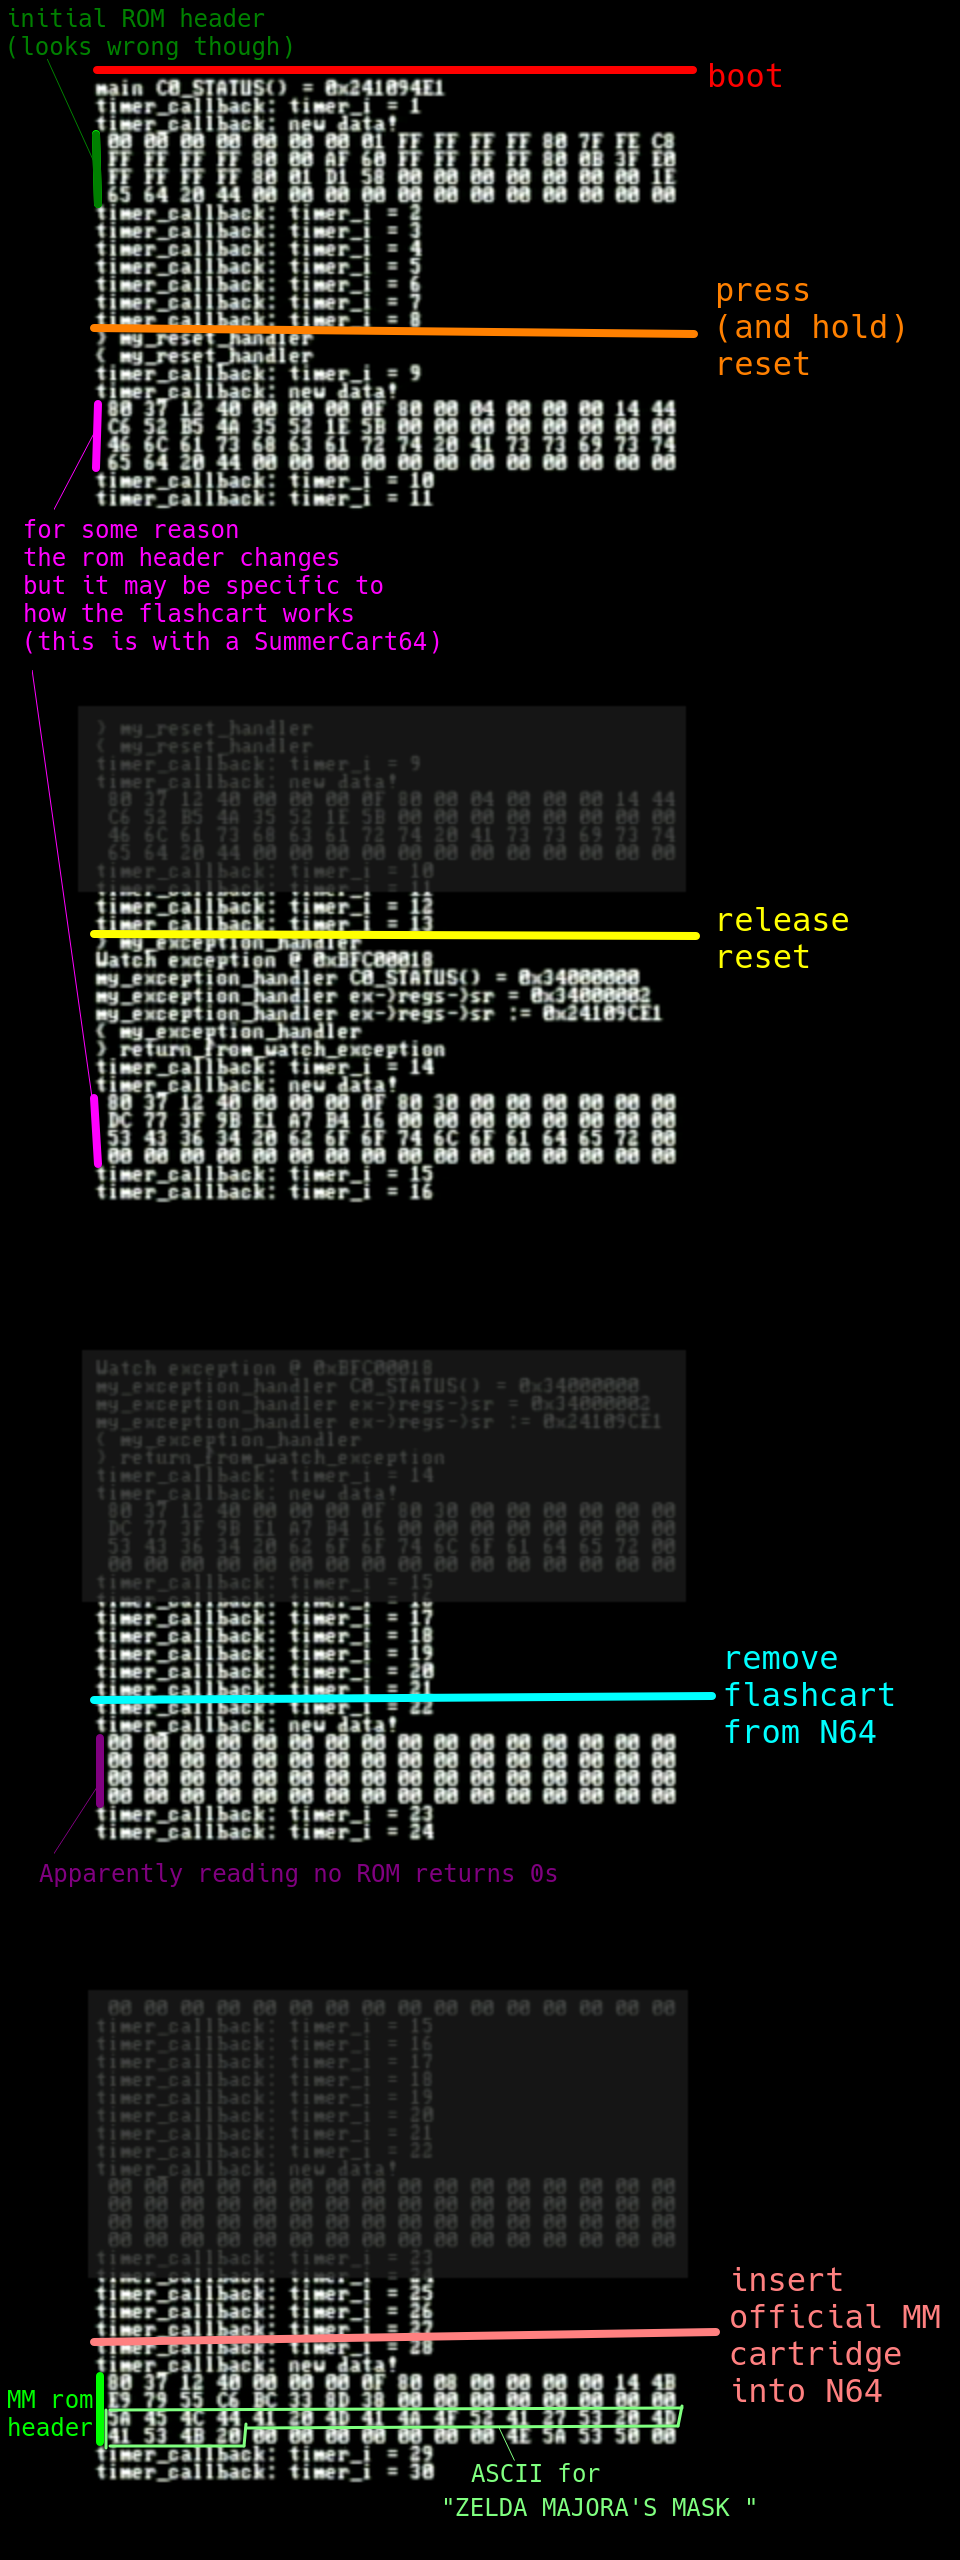 initial ROM header
(looks wrong though)
boot
main C0_STATUS() = 0x241094E1
timer_callback: timer_i = 1
timer_callback: new data!
00 00 00 00 00 00 00 01 FF FF FF FF 80 7F FE C8
FF FF FF FF 80 00 AF 60 FF FF FF FF 80 0B 3F E0
FF FF FF FF 80 01 D1 58 00 00 00 00 00 00 00 1E
65 64 20 44 00 00 00 00 00 00 00 00 00 00 00 00
timer_callback: timer_i = 2
timer_callback: timer_i = 3
timer_callback: timer_i = 4
timer_callback: timer_i = 5
timer_callback: timer_i = 6
timer_callback: timer_i = 7
timer_callback: timer_i = 8
press
(and hold)
reset
) my_reset_handler
( my_reset_handler
timer_callback: timer_i = 9
timer_callback: new data!
80 37 12 40 00 00 00 0F 80 00 04 00 00 00 14 44
C6 52 B5 4A 35 52 1E 5B 00 00 00 00 00 00 00 00
46 6C 61 73 68 63 61 72 74 20 41 73 73 69 73 74
65 64 20 44 00 00 00 00 00 00 00 00 00 00 00 00
timer_callback: timer_i = 10
timer_callback: timer_i = 11
for some reason
the rom header changes
but it may be specific to
how the flashcart works
(this is with a SummerCart64)
) my_reset_handler
( my_reset_handler
timer_callback: timer_i = 9
timer_callback: new data!
80 37 12 40 00 00 00 0F 80 00 04 00 00 00 14 44
C6 52 B5 4A 35 52 1E 5B 00 00 00 00 00 00 00 00
46 6C 61 73 68 63 61 72 74 20 41 73 73 69 73 74
65 64 20 44 00 00 00 00 00 00 00 00 00 00 00 00
timer_callback: timer_i = 10
timer_callback: timer_i = 11
timer_callback: timer_i = 12
timer_callback: timer_i = 13
release
reset
) my_exception_handler
Watch exception @ 0xBFC00018
my_exception_handler C0_STATUS() = 0x34000000
my_exception_handler ex->regs->sr = 0x34000002
my_exception_handler ex->regs->sr := 0x24109CE1
( my_exception_handler
) return_from_watch_exception
timer_callback: timer_i = 14
timer_callback: new data!
80 37 12 40 00 00 00 0F 80 30 00 00 00 00 00 00
DC 77 3F 9B E1 A7 B4 16 00 00 00 00 00 00 00 00
53 43 36 34 20 62 6F 6F 74 6C 6F 61 64 65 72 00
00 00 00 00 00 00 00 00 00 00 00 00 00 00 00 00
timer_callback: timer_i = 15
timer_callback: timer_i = 16
Watch exception @ 0xBFC00018
my_exception_handler C0_STATUS() = 0x34000000
my_exception_handler ex->regs->sr = 0x34000002
my_exception_handler ex->regs->sr := 0x24109CE1
( my_exception_handler
) return_from_watch_exception
timer_callback: timer_i = 14
timer_callback: new data!
80 37 12 40 00 00 00 0F 80 30 00 00 00 00 00 00
DC 77 3F 9B E1 A7 B4 16 00 00 00 00 00 00 00 00
53 43 36 34 20 62 6F 6F 74 6C 6F 61 64 65 72 00
00 00 00 00 00 00 00 00 00 00 00 00 00 00 00 00
timer_callback: timer_i = 15
timer_callback: timer_i = 16
timer_callback: timer_i = 17
timer_callback: timer_i = 18
timer_callback: timer_i = 19
timer_callback: timer_i = 20
timer_callback: timer_i = 21
remove
flashcart
from N64
timer_callback: timer_i = 22
timer_callback: new data!
00 00 00 00 00 00 00 00 00 00 00 00 00 00 00 00
00 00 00 00 00 00 00 00 00 00 00 00 00 00 00 00
00 00 00 00 00 00 00 00 00 00 00 00 00 00 00 00
00 00 00 00 00 00 00 00 00 00 00 00 00 00 00 00
timer_callback: timer_i = 23
timer_callback: timer_i = 24
Apparently reading no ROM returns 0s
00 00 00 00 00 00 00 00 00 00 00 00 00 00 00 00
timer_callback: timer_i = 15
timer_callback: timer_i = 16
timer_callback: timer_i = 17
timer_callback: timer_i = 18
timer_callback: timer_i = 19
timer_callback: timer_i = 20
timer_callback: timer_i = 21
timer_callback: timer_i = 22
timer_callback: new data!
00 00 00 00 00 00 00 00 00 00 00 00 00 00 00 00
00 00 00 00 00 00 00 00 00 00 00 00 00 00 00 00
00 00 00 00 00 00 00 00 00 00 00 00 00 00 00 00
00 00 00 00 00 00 00 00 00 00 00 00 00 00 00 00
timer_callback: timer_i = 23
timer_callback: timer_i = 24
timer_callback: timer_i = 25
timer_callback: timer_i = 26
timer_callback: timer_i = 27
insert
official MM
cartridge
into N64
timer_callback: timer_i = 28
timer_callback: new data!
80 37 12 40 00 00 00 0F 80 08 00 00 00 00 14 4B
E9 79 55 C6 BC 33 8D 38 00 00 00 00 00 00 00 00
5A 45 4C 44 41 20 4D 41 4A 4F 52 41 27 53 20 4D
41 53 4B 20 00 00 00 00 00 00 00 4E 5A 53 50 00
MM rom
header
timer_callback: timer_i = 29
timer_callback: timer_i = 30
ASCII for
"ZELDA MAJORA'S MASK "